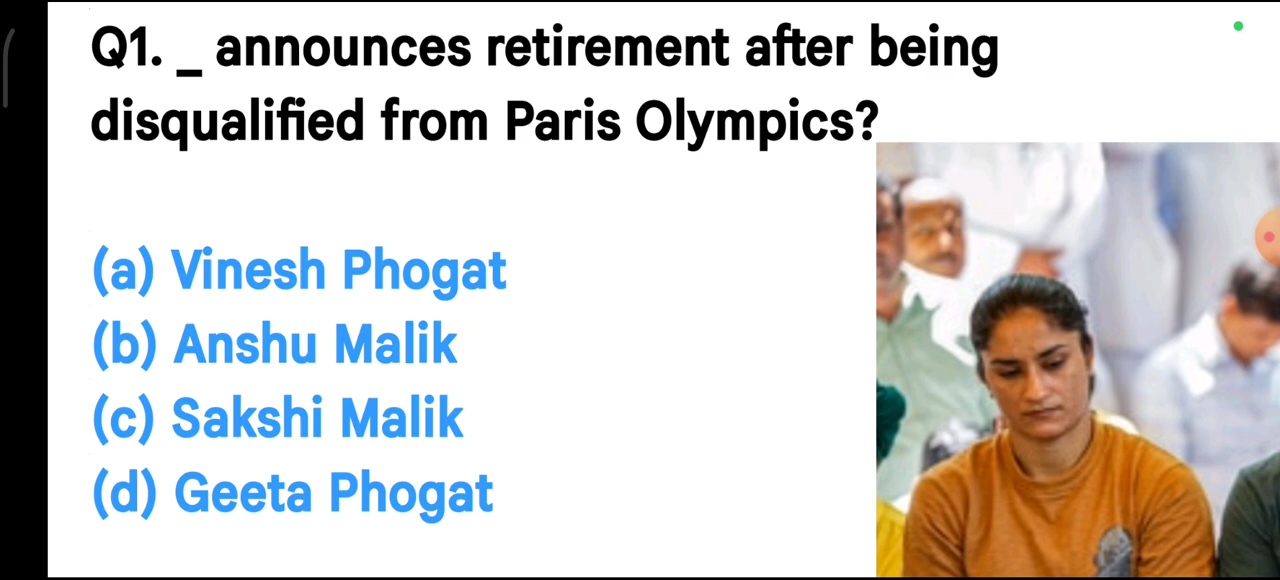 Q1. _ announces retirement after being
disqualified from Paris Olympics?
(a) Vinesh Phogat
(b) Anshu Malik
(c) Sakshi Malik
(d) Geeta Phogat